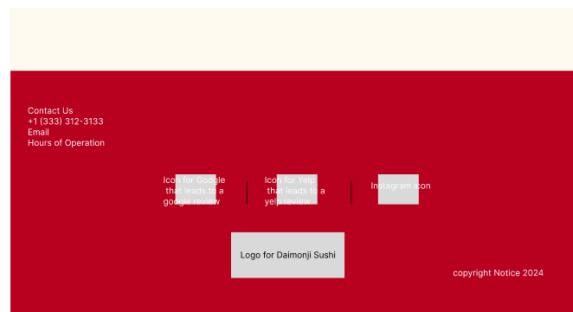 Contact Us
+1 (333) 312-3133
Email
Hours of Operation
Icon for Google
that leads to a
google review
Icon for Yelp
that leads to a
yelp review
Instagram icon
Logo for Daimonji Sushi
copyright Notice 2024